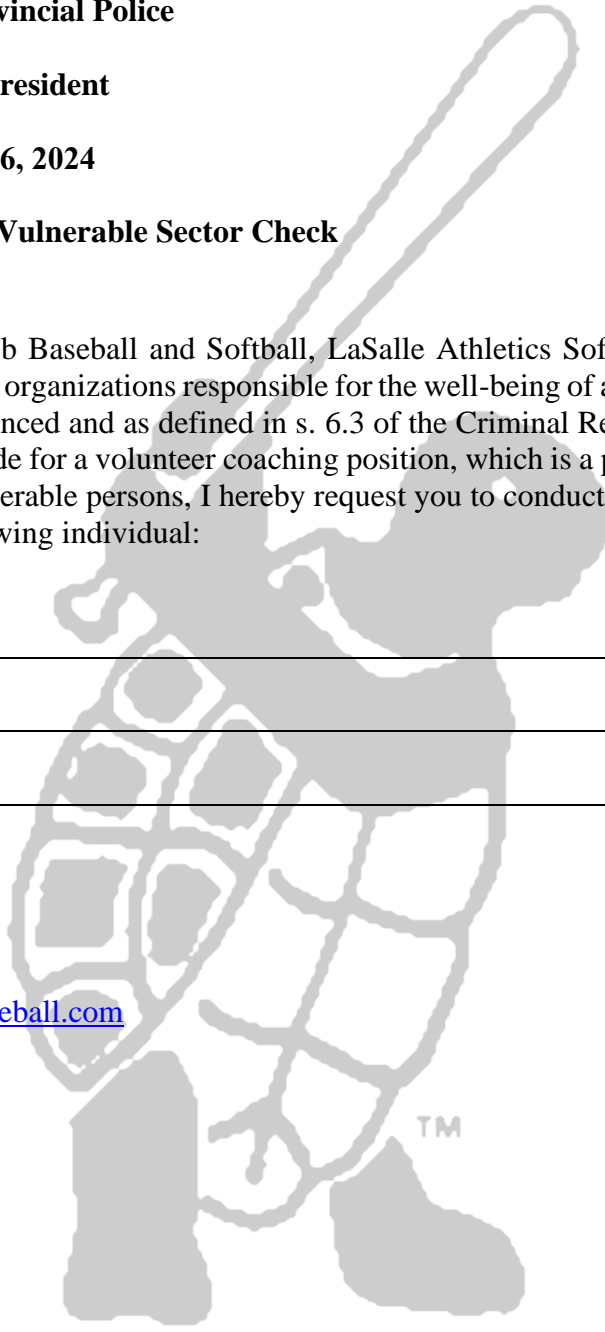 vincial Police
resident
6, 2024
Vulnerable Sector Check
b Baseball and Softball, LaSalle Athletics Sof
organizations responsible for the well-being of a
nced and as defined in s. 6.3 of the Criminal Re
de for a volunteer coaching position, which is a p
erable persons, I hereby request you to conduct
wing individual:
eball.com
TM